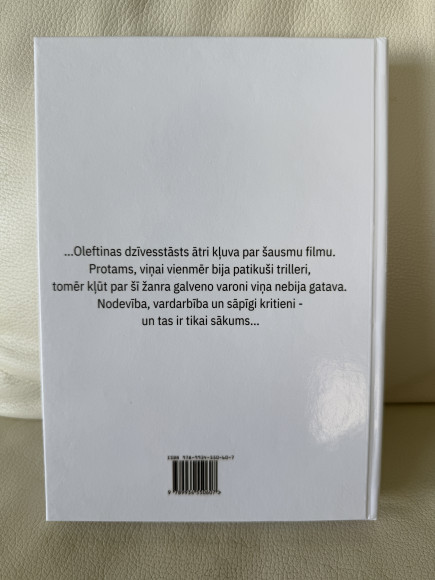 ...Oleftinas dzīvesstāsts ātri kļuva par šausmu filmu.
Protams, viņai vienmēr bija patikuši trilleri,
tomēr kļūt par šī žanra galveno varoni viņa nebija gatava.
Nodevība, vardarbība un sāpīgi kritieni -
un tas ir tikai sākums...
ISBN